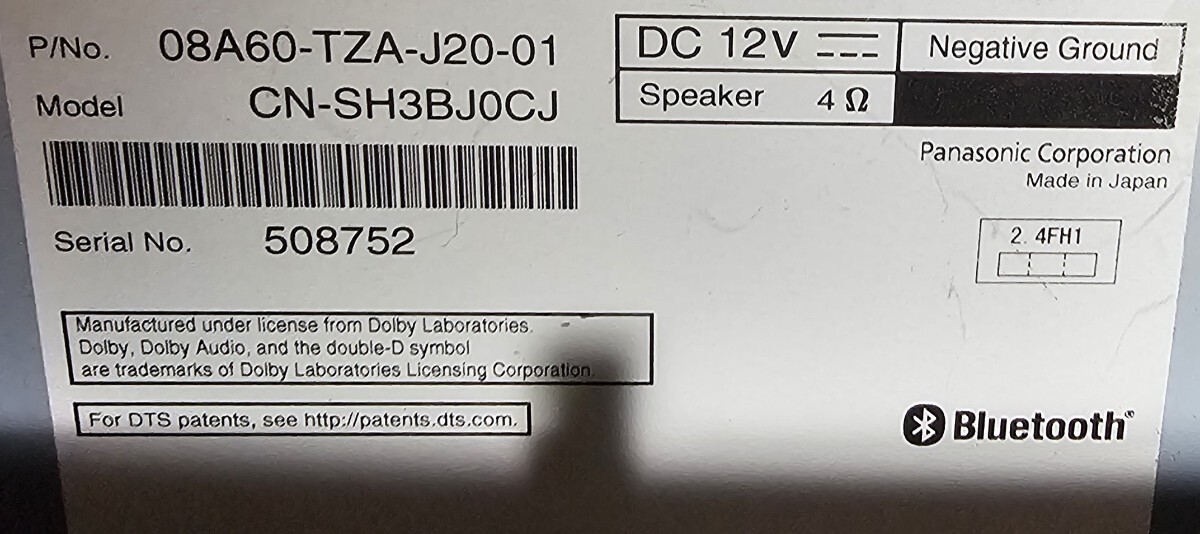 P/No. 08A60-TZA-J20-01
Model CN-SH3BJ0CJ
Serial No. 508752
DC 12V
Negative Ground
Speaker 4 Ω
Panasonic Corporation
Made in Japan
2.4FH1
Manufactured under license from Dolby Laboratories.
Dolby, Dolby Audio, and the double-D symbol
are trademarks of Dolby Laboratories Licensing Corporation.
For DTS patents, see http://patents.dts.com.
Bluetooth®